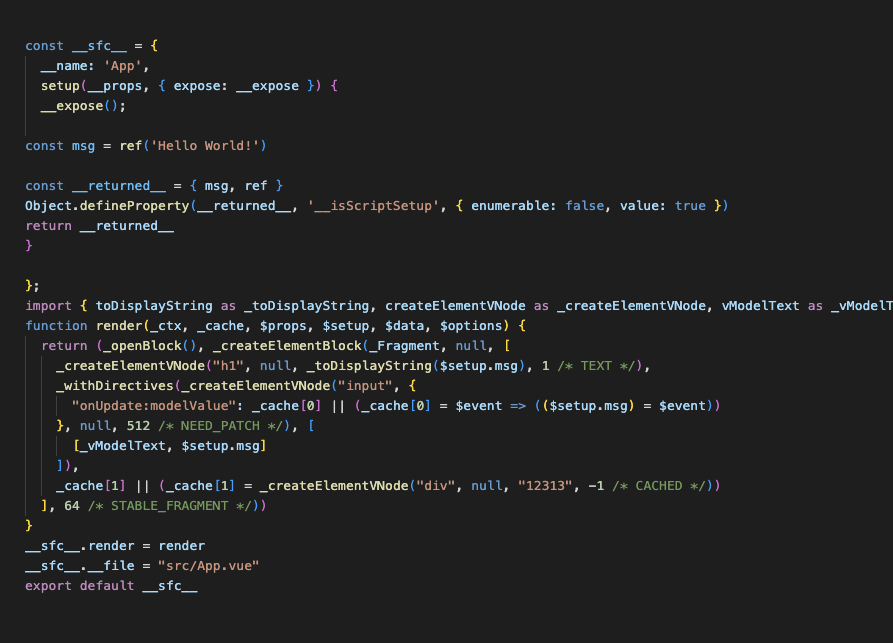 const __sfc__ = {
__name: 'App',
setup(__props, { expose: __expose }) {
__expose();
const msg = ref('Hello World!')
const __returned__ = { msg, ref }
Object.defineProperty(__returned__, '__isScriptSetup', { enumerable: false, value: true })
return __returned__
}
};
import { toDisplayString as _toDisplayString, createElementVNode as _createElementVNode, vModelText as _vModelT
function render(_ctx, _cache, $props, $setup, $data, $options) {
return (_openBlock(), _createElementBlock(_Fragment, null, [
_createElementVNode("h1", null, _toDisplayString($setup.msg), 1 /* TEXT */),
_withDirectives(_createElementVNode("input", {
"onUpdate:modelValue": _cache[0] || (_cache[0] = $event => (($setup.msg) = $event))
}, null, 512 /* NEED_PATCH */), [
[_vModelText, $setup.msg]
]),
_cache[1] || (_cache[1] = _createElementVNode("div", null, "12313", -1 /* CACHED */))
], 64 /* STABLE_FRAGMENT */))
}
__sfc__.render = render
__sfc__.__file = "src/App.vue"
export default __sfc__